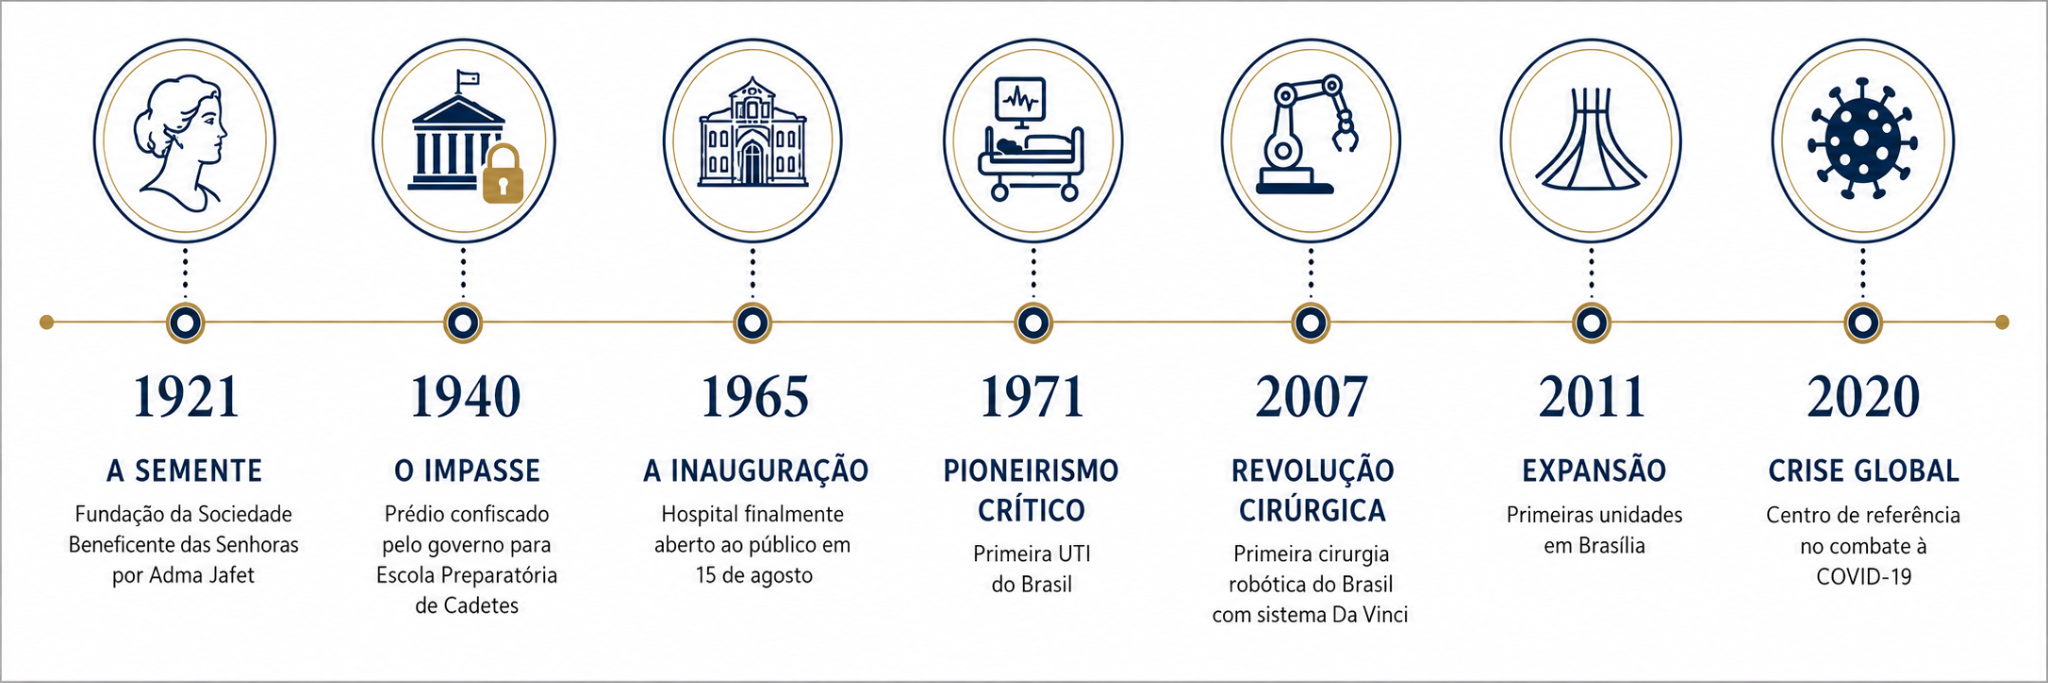 1921
A SEMENTE
Fundação da Sociedade
Beneficente das Senhoras
por Adma Jafet
1940
O IMPASSE
Prédio confiscado
pelo governo para
Escola Preparatória
de Cadetes
1965
A INAUGURAÇÃO
Hospital finalmente
aberto ao público em
15 de agosto
1971
PIONEIRISMO
CRÍTICO
Primeira UTI
do Brasil
2007
REVOLUÇÃO
CIRÚRGICA
Primeira cirurgia
robótica do Brasil
com sistema Da Vinci
2011
EXPANSÃO
Primeiras unidades
em Brasília
2020
CRISE GLOBAL
Centro de referência
no combate à
COVID-19